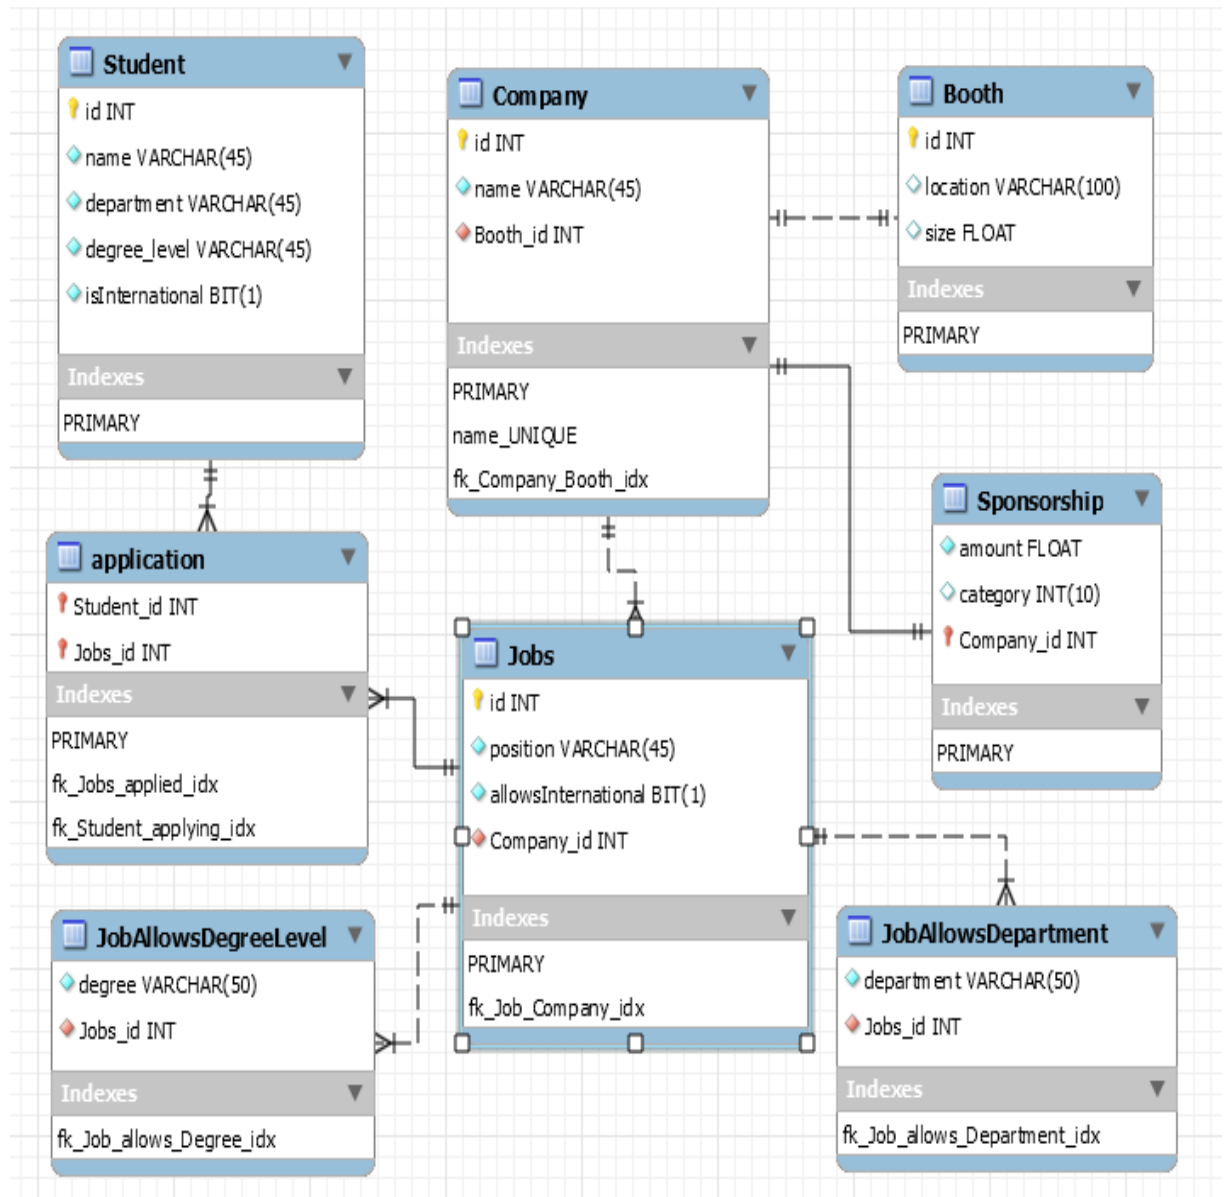 Student
id INT
name VARCHAR(45)
department VARCHAR(45)
degree_level VARCHAR(45)
isInternational BIT(1)
Indexes
PRIMARY
Company
id INT
name VARCHAR(45)
Booth_id INT
Indexes
PRIMARY
name_UNIQUE
fk_Company_Booth_idx
Booth
id INT
location VARCHAR(100)
size FLOAT
Indexes
PRIMARY
Sponsorship
amount FLOAT
category INT(10)
Company_id INT
Indexes
PRIMARY
application
Student_id INT
Jobs_id INT
Indexes
PRIMARY
fk_Jobs_applied_idx
fk_Student_applying_idx
Jobs
id INT
position VARCHAR(45)
allowsInternational BIT(1)
Company_id INT
Indexes
PRIMARY
fk_Job_Company_idx
JobAllowsDegreeLevel
degree VARCHAR(50)
Jobs_id INT
Indexes
fk_Job_allows_Degree_idx
JobAllowsDepartment
department VARCHAR(50)
Jobs_id INT
Indexes
fk_Job_allows_Department_idx